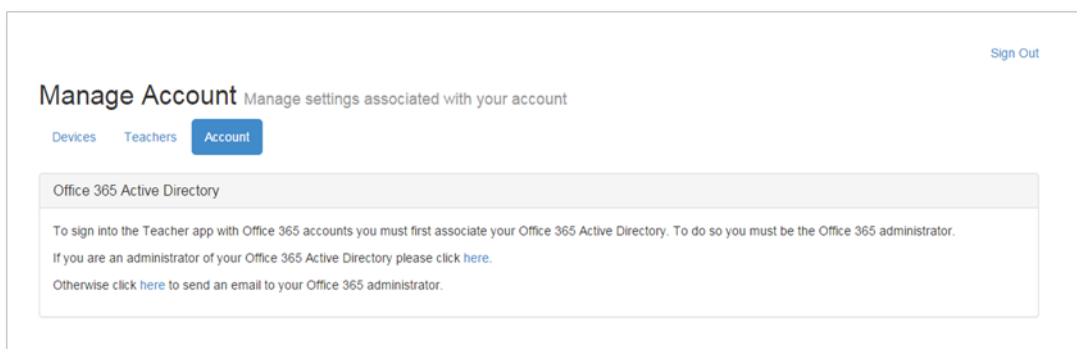 Sign Out
Manage Account Manage settings associated with your account
Devices Teachers Account
Office 365 Active Directory
To sign into the Teacher app with Office 365 accounts you must first associate your Office 365 Active Directory. To do so you must be the Office 365 administrator.
If you are an administrator of your Office 365 Active Directory please click here.
Otherwise click here to send an email to your Office 365 administrator.